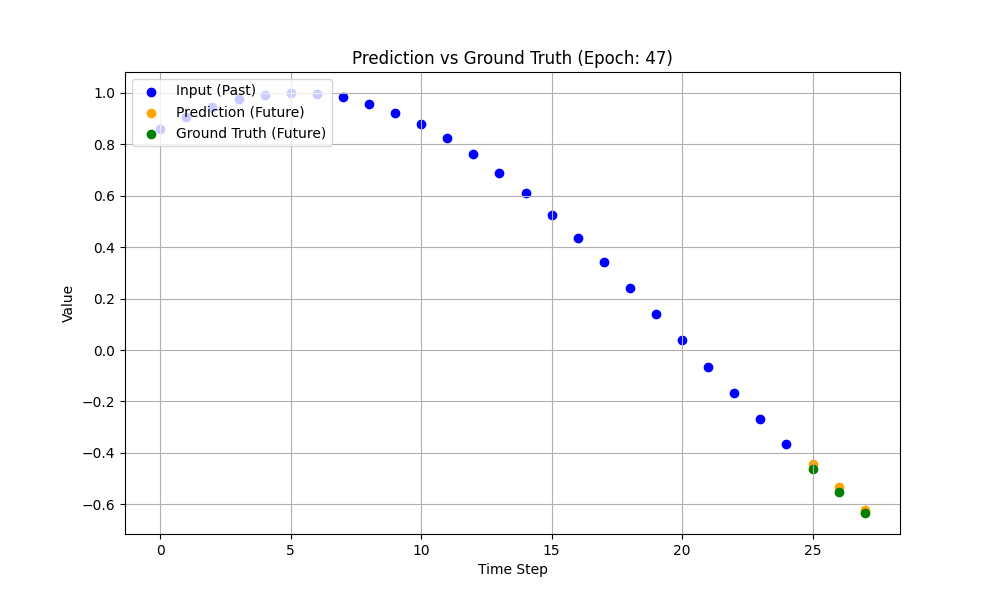 Prediction vs Ground Truth (Epoch: 47)
Input (Past)
Prediction (Future)
Ground Truth (Future)
1.0
0.8
0.6
0.4
0.2
0.0
−0.2
−0.4
−0.6
Value
0 5 10 15 20 25
Time Step